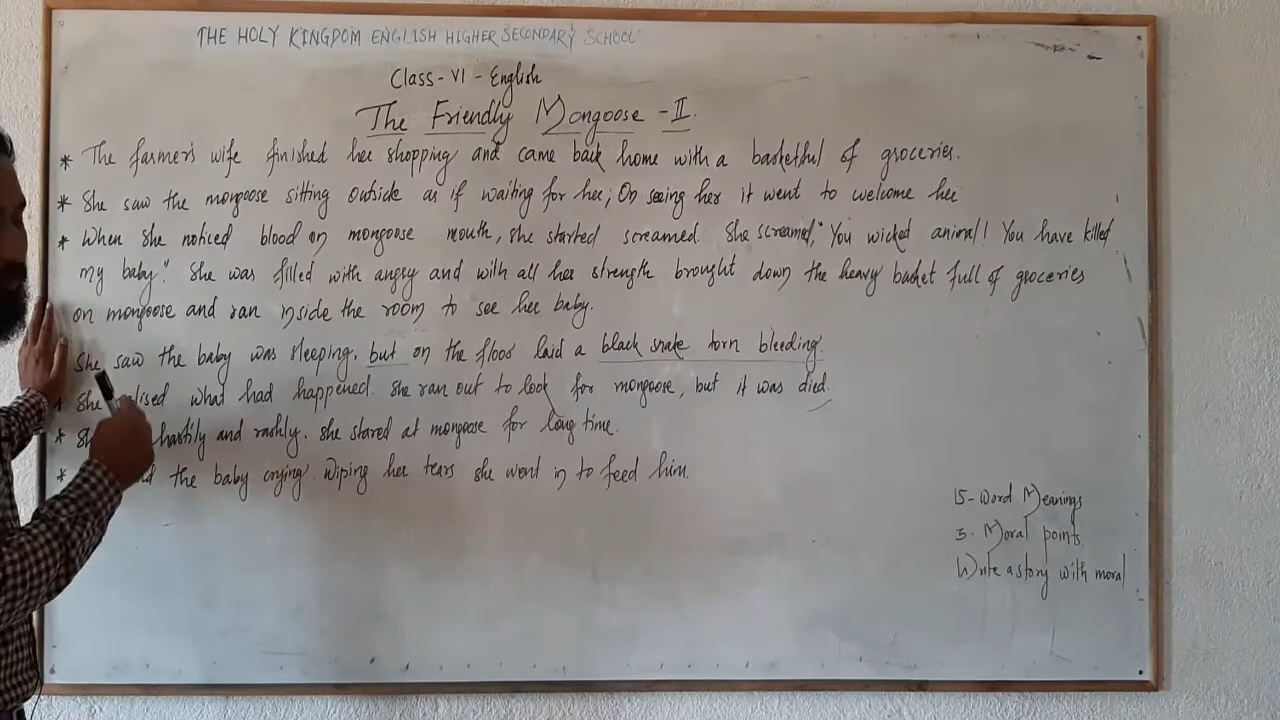 THE HOLY KINGDOM ENGLISH HIGHER SECONDARY SCHOOL
Class - VI - English
The Friendly Mongoose - II
* The farmer's wife finished her shopping and came back home with a basketful of groceries.
* She saw the mongoose sitting outside as if waiting for her; On seeing her it went to welcome her
* When She noticed blood on mongoose mouth, she started screamed. She screamed, "You wicked animal! You have killed
my baby". She was filled with angry and with all her strength brought down the heavy basket full of groceries
on mongoose and ran inside the room to see her baby.
She saw the baby was sleeping, but on the floor laid a black snake torn bleeding.
* She what had happened. She ran out to look for mongoose, but it was died.
* hastily and rashly. She stared at mongoose for long time.
* the baby crying. Wiping her tears she went in to feed him.
15 - Word Meanings
5 - Moral points
Write a story with moral